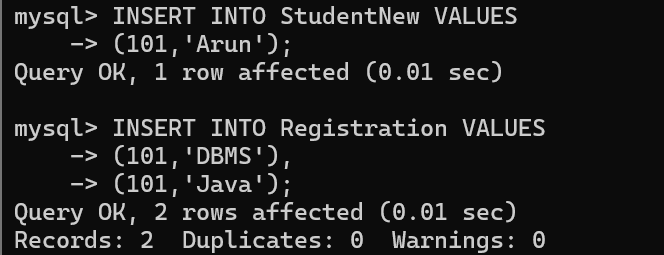 mysql> INSERT INTO StudentNew VALUES
    -> (101,'Arun');
Query OK, 1 row affected (0.01 sec)

mysql> INSERT INTO Registration VALUES
    -> (101,'DBMS'),
    -> (101,'Java');
Query OK, 2 rows affected (0.01 sec)
Records: 2  Duplicates: 0  Warnings: 0